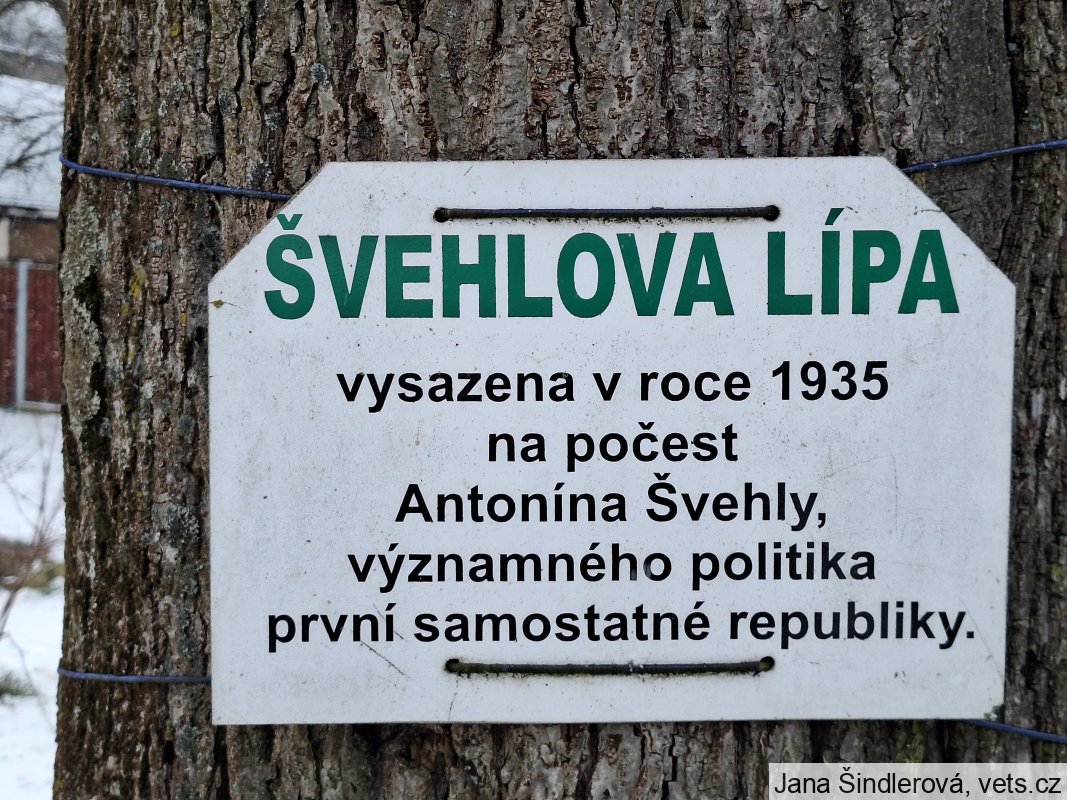 ŠVEHLOVA LÍPA
vysazena v roce 1935
na počest
Antonína Švehly,
významného politika
první samostatné republiky.
Jana Šindlerová, vets.cz